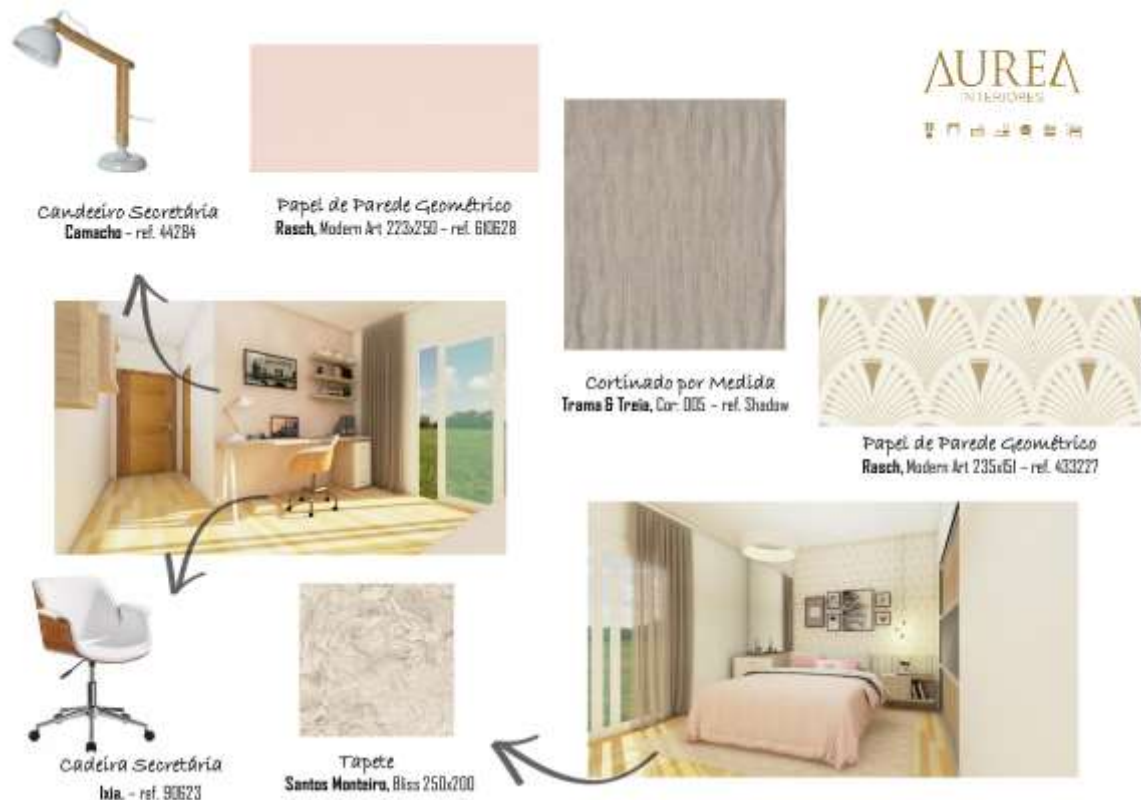 AUREA
INTERIORES
Candeeiro Secretária
Camacho - ref. 44284
Papel de Parede Geométrico
Rasch, Modern Art 223x250 - ref. 610628
Cortinado por Medida
Trama & Treia, Cor: 005 - ref. Shadow
Papel de Parede Geométrico
Rasch, Modern Art 235x151 - ref. 433227
Cadeira Secretária
Ixia, - ref. 90623
Tapete
Santos Monteiro, Bliss 250x200